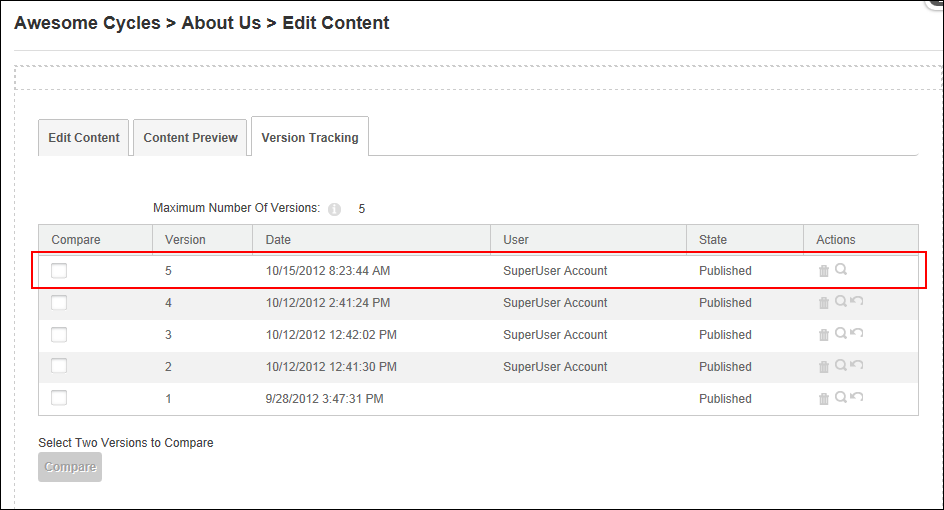 Awesome Cycles > About Us > Edit Content
Edit Content Content Preview Version Tracking
Maximum Number Of Versions: 5
Compare Version Date User State Actions
5 10/15/2012 8:23:44 AM SuperUser Account Published
4 10/12/2012 2:41:24 PM SuperUser Account Published
3 10/12/2012 12:42:02 PM SuperUser Account Published
2 10/12/2012 12:41:30 PM SuperUser Account Published
1 9/28/2012 3:47:31 PM Published
Select Two Versions to Compare
Compare